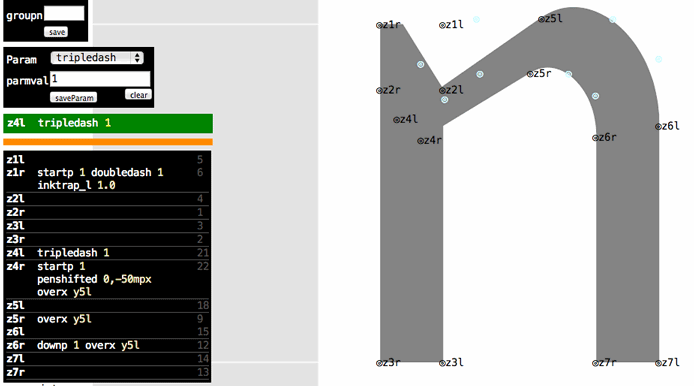 groupn
save
Param tripledash
parmval 1
saveParam clear
z4l tripledash 1
z1l 5
z1r startp 1 doubledash 1 6
inktrap_l 1.0
z2l 4
z2r 1
z3l 3
z3r 2
z4l tripledash 1 21
z4r startp 1 22
penshifted 0,-50mpx
overx y5l
z5l 18
z5r overx y5l 9
z6l 15
z6r downp 1 overx y5l 12
z7l 14
z7r 13
z1r z1l z5l
z5r
z2r z2l
z4l z6l
z4r z6r
z3r z3l z7r z7l